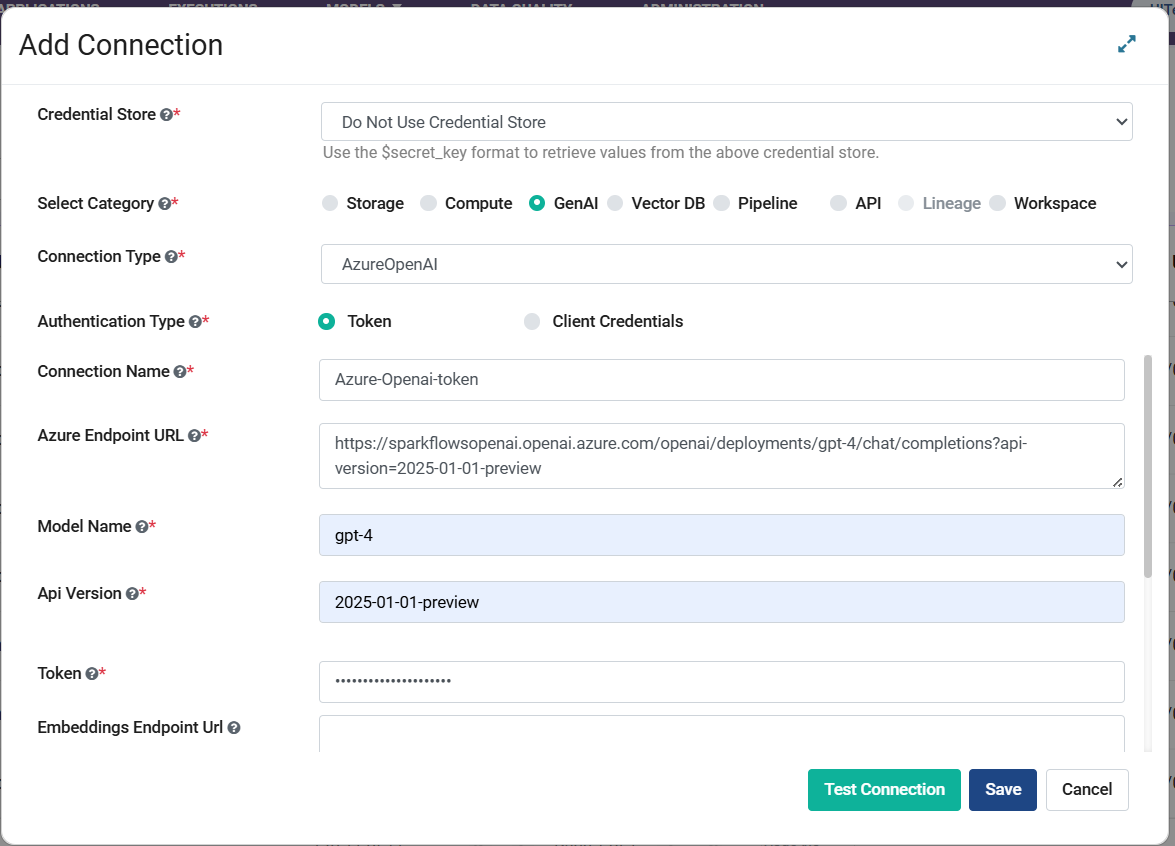 Add Connection
Credential Store *
Do Not Use Credential Store
Use the $secret_key format to retrieve values from the above credential store.
Select Category *
Storage Compute GenAI Vector DB Pipeline API Lineage Workspace
Connection Type *
AzureOpenAI
Authentication Type *
Token Client Credentials
Connection Name *
Azure-Openai-token
Azure Endpoint URL *
https://sparkflowsopenai.openai.azure.com/openai/deployments/gpt-4/chat/completions?api-
version=2025-01-01-preview
Model Name *
gpt-4
Api Version *
2025-01-01-preview
Token *
•••••••••••••••••••••
Embeddings Endpoint Url
Test Connection Save Cancel